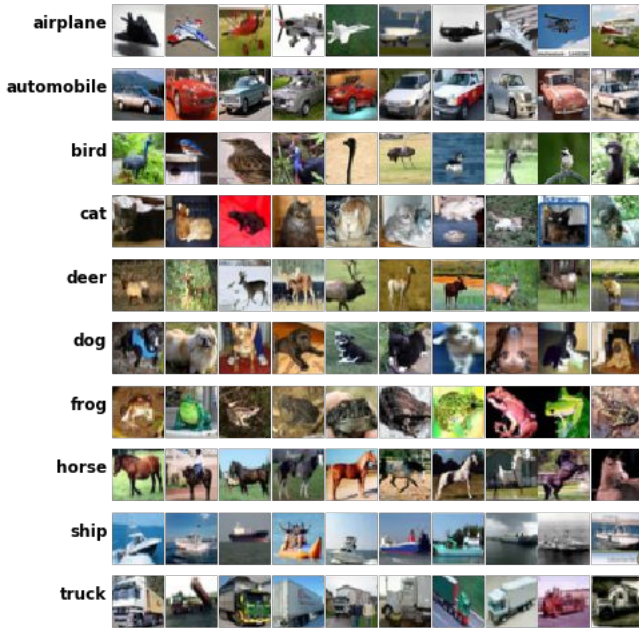 airplane
automobile
bird
cat
deer
dog
frog
horse
ship
truck